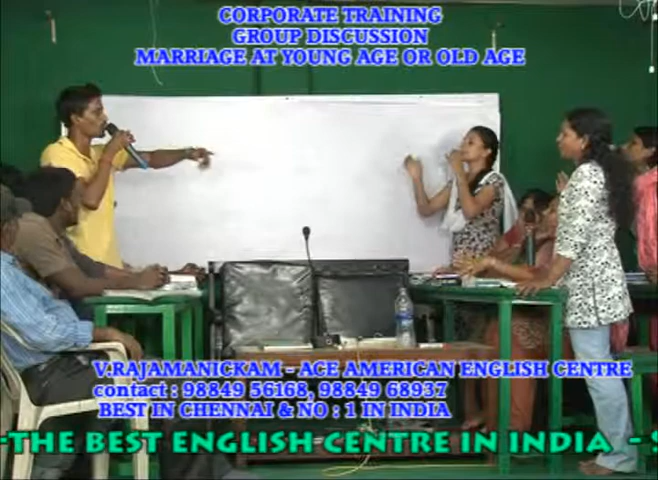 CORPORATE TRAINING
GROUP DISCUSSION
MARRIAGE AT YOUNG AGE OR OLD AGE
V.RAJAMANICKAM - ACE AMERICAN ENGLISH CENTRE
contact : 98849 56168, 98849 68937
BEST IN CHENNAI & NO : 1 IN INDIA
-THE BEST ENGLISH CENTRE IN INDIA - S